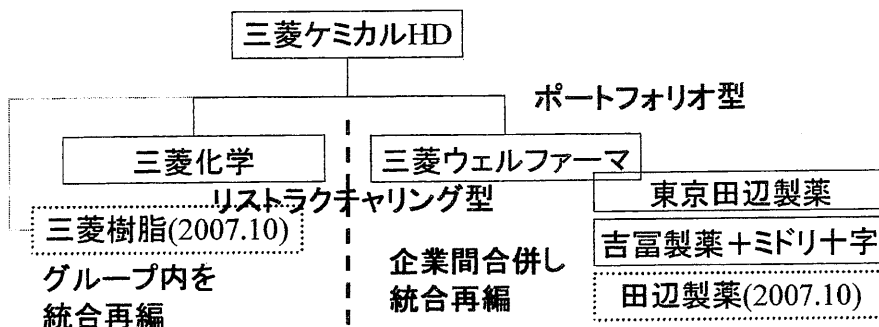 三菱ケミカルHD
ポートフォリオ型
三菱化学
三菱ウェルファーマ
リストラクチャリング型
東京田辺製薬
三菱樹脂(2007.10)
吉冨製薬＋ミドリ十字
グループ内を
統合再編
企業間合併し
統合再編
田辺製薬(2007.10)